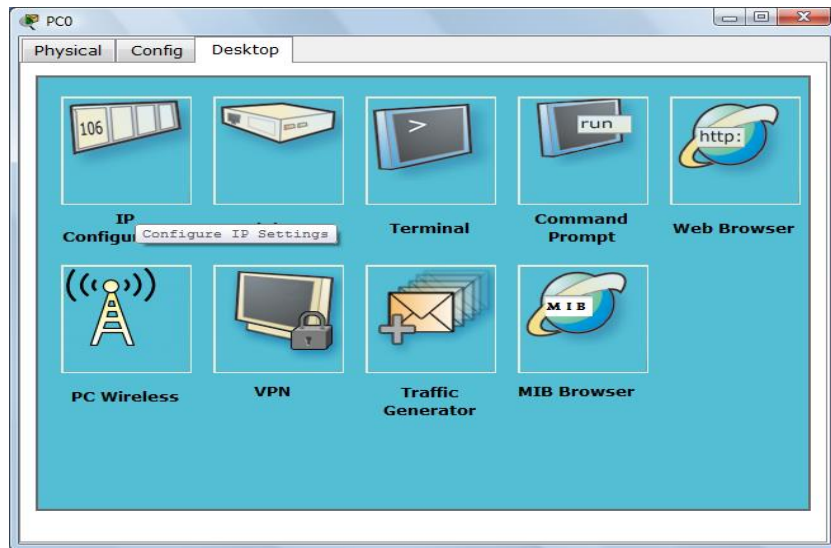 PC0
Physical Config Desktop
106
>
run
http:
IP
Configu
Configure IP Settings
Terminal
Command
Prompt
Web Browser
MIB
PC Wireless
VPN
Traffic
Generator
MIB Browser